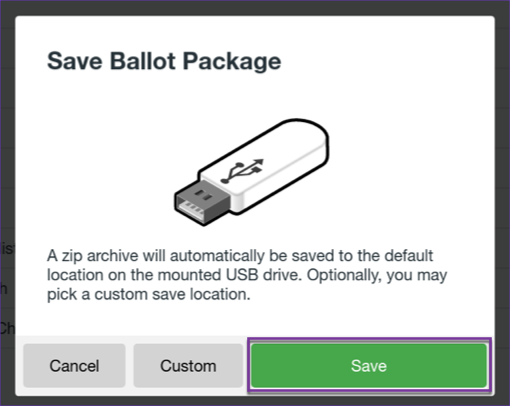 Save Ballot Package
A zip archive will automatically be saved to the default
location on the mounted USB drive. Optionally, you may
pick a custom save location.
Cancel
Custom
Save